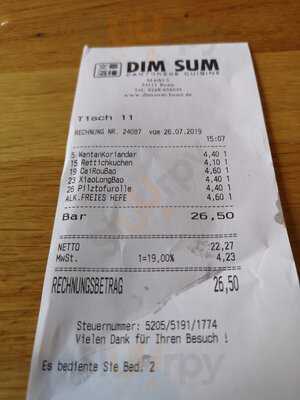 DIM SUM
CANTONESE CUISINE
53111 Bonn
Tisch 11
RECHNUNG NR. 24087 vom 26.07.2019
15:07
5 WantanKoriander 4,40 1
15 Rettichkuchen 4,10 1
19 CaiRouBao 4,60 1
23 XiaoLongBao 4,40 1
26 Pilztofurolle 4,40 1
ALK.FREIES HEFE 4,60 1
Bar 26,50
NETTO 22,27
MwSt. 1=19,00% 4,23
RECHNUNGSBETRAG 26,50
Steuernummer: 5205/5191/1774
Vielen Dank für Ihren Besuch !
Es bediente Sie Bed. 2